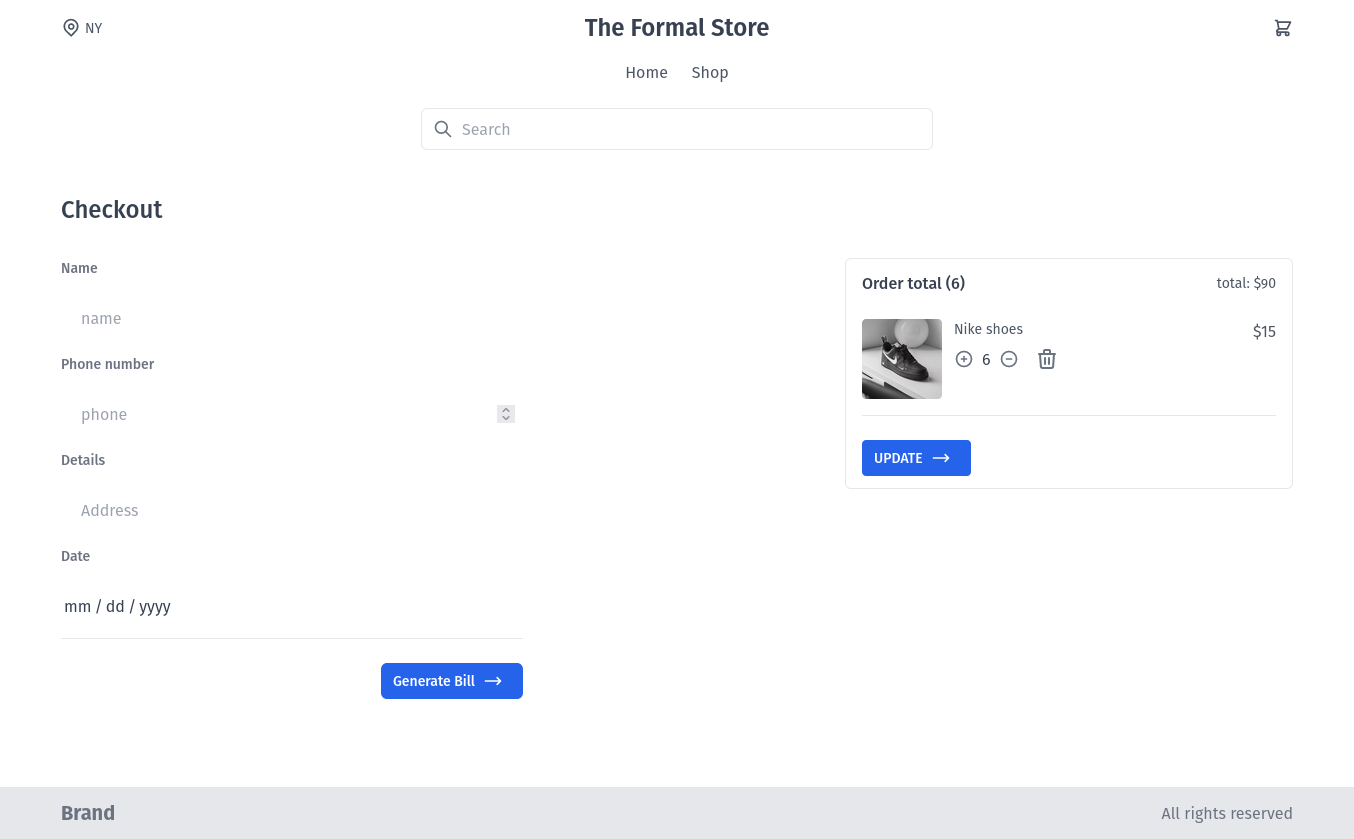 NY
The Formal Store
Home Shop
Search
Checkout
Name
name
Phone number
phone
Details
Address
Date
mm / dd / yyyy
Generate Bill
Order total (6) total: $90
Nike shoes $15
6
UPDATE
Brand All rights reserved